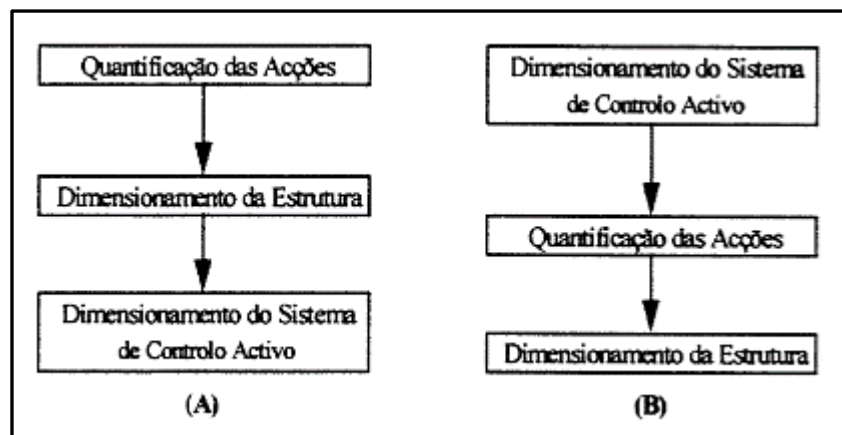 Quantificação das Acções
Dimensionamento da Estrutura
Dimensionamento do Sistema
de Controlo Activo
(A)
Dimensionamento do Sistema
de Controlo Activo
Quantificação das Acções
Dimensionamento da Estrutura
(B)